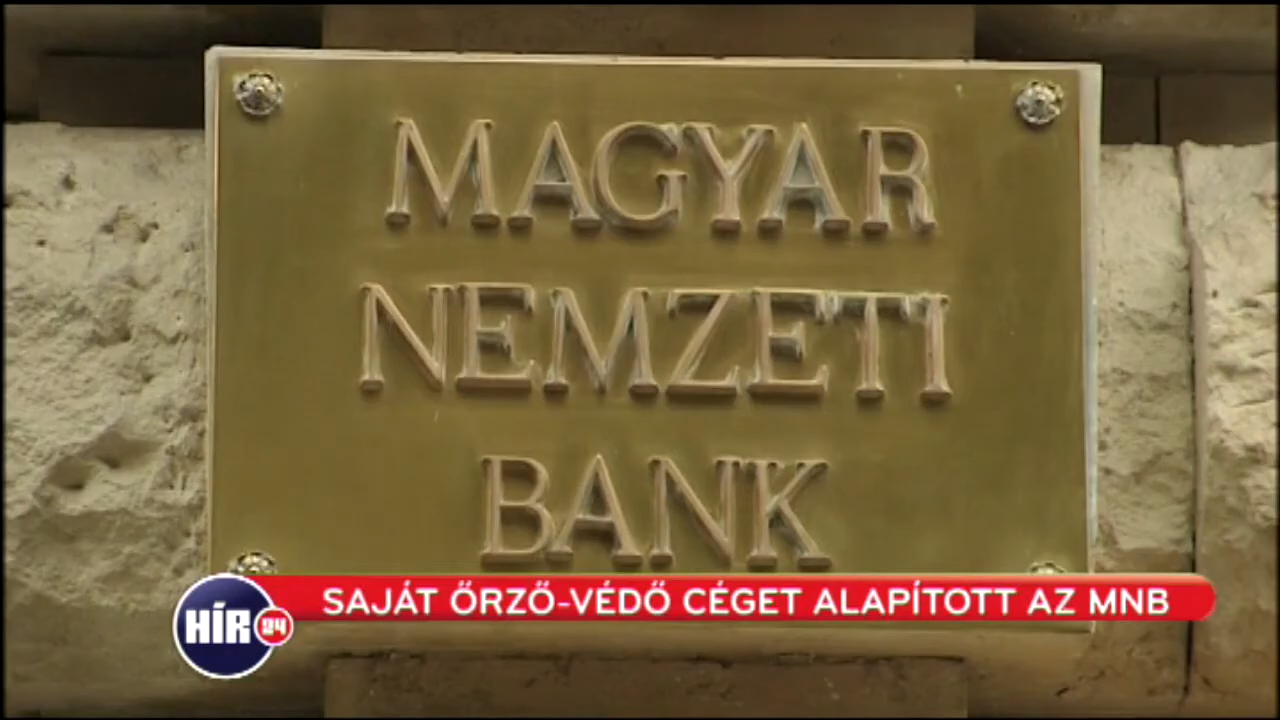 MAGYAR
NEMZETI
BANK
HÍR 24
SAJÁT ŐRZŐ-VÉDŐ CÉGET ALAPÍTOTT AZ MNB